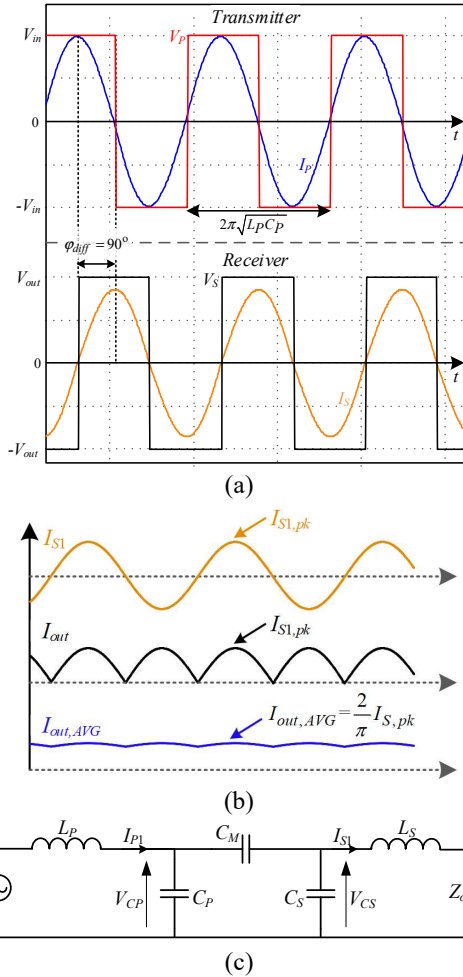 Transmitter
V_in
V_P
0
t
I_P
-V_in
2π√(L_P C_P)
φ_diff = 90°
Receiver
V_out
V_S
0
t
I_S
-V_out
(a)
I_S1
I_S1,pk
I_out
I_S1,pk
I_out,AVG
I_out,AVG = 2/π I_S,pk
(b)
L_P
I_P1
C_M
I_S1
L_S
V_CP
C_P
C_S
V_CS
(c)